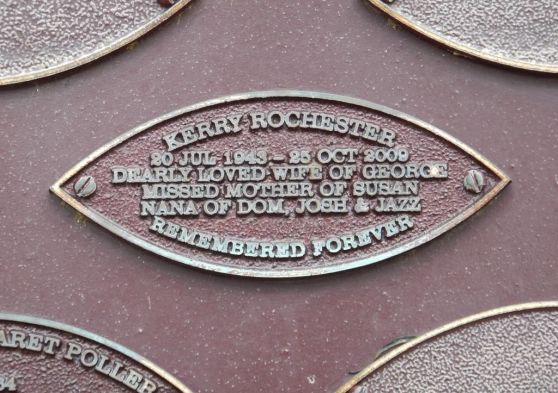 KERRY ROCHESTER
20 JUL 1943 - 25 OCT 2009
DEARLY LOVED WIFE OF GEORGE
MISSED MOTHER OF SUSAN
NANA OF DOM, JOSH & JAZZ
REMEMBERED FOREVER
ARET POLLER